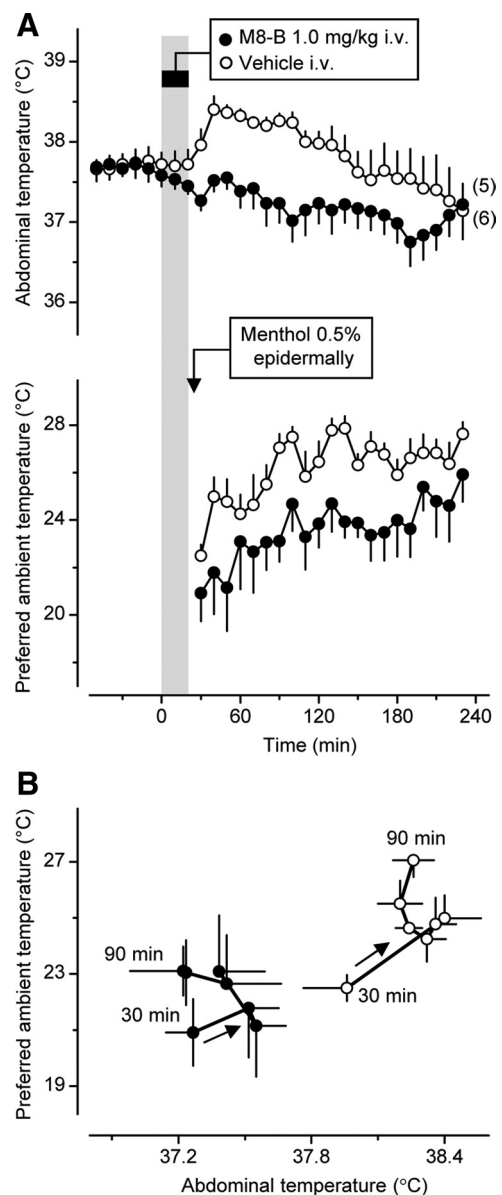 A
M8-B 1.0 mg/kg i.v.
Vehicle i.v.
Abdominal temperature (°C)
39
38
37
36
(5)
(6)
Menthol 0.5%
epidermally
Preferred ambient temperature (°C)
28
24
20
0 60 120 180 240
Time (min)
B
Preferred ambient temperature (°C)
27
23
19
90 min
30 min
90 min
30 min
37.2 37.8 38.4
Abdominal temperature (°C)